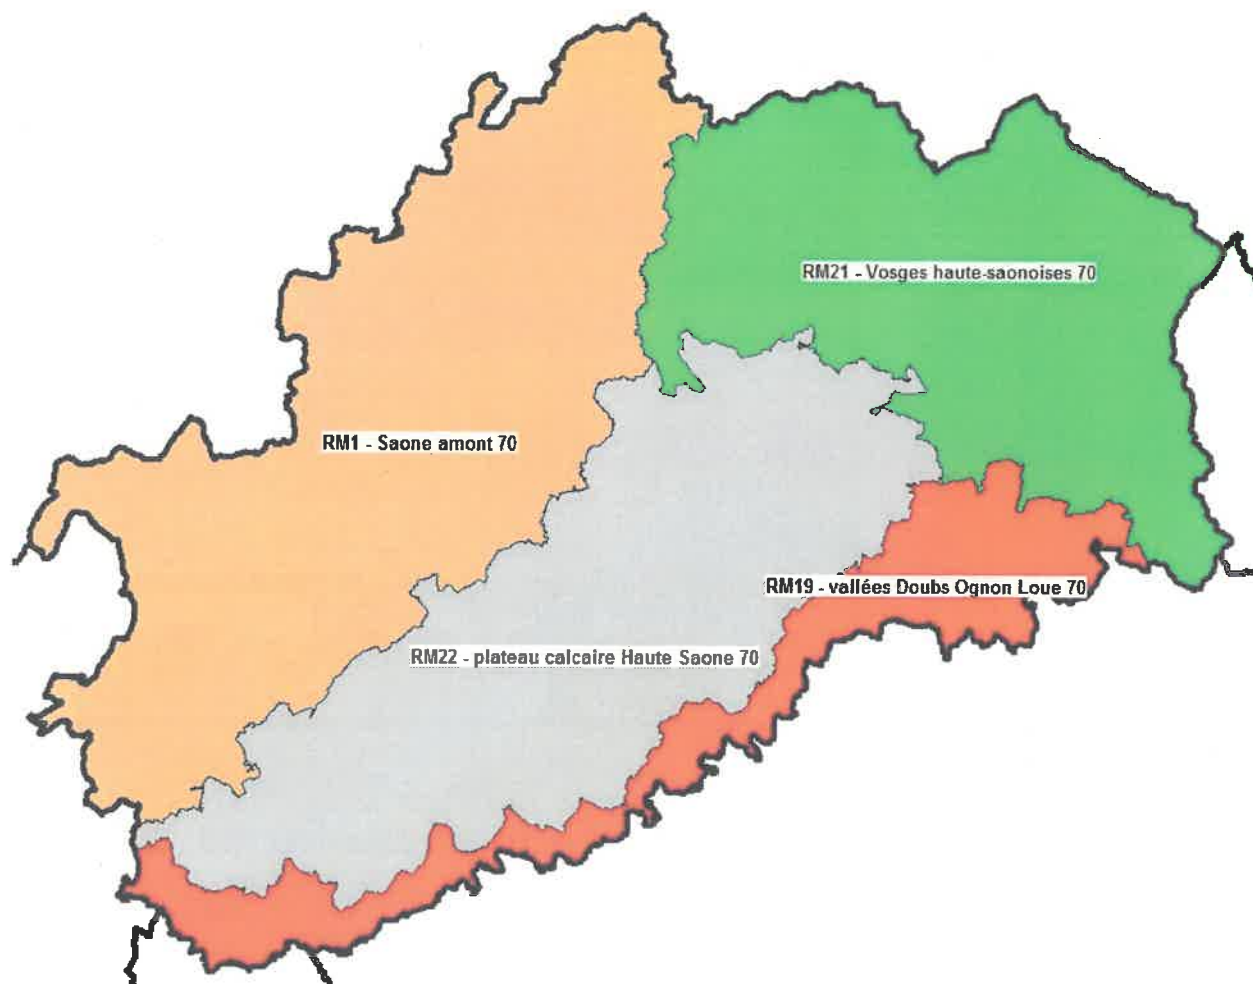 RM21 - Vosges haute-saonoises 70
RM1 - Saone amont 70
RM19 - vallées Doubs Ognon Loue 70
RM22 - plateau calcaire Haute Saone 70